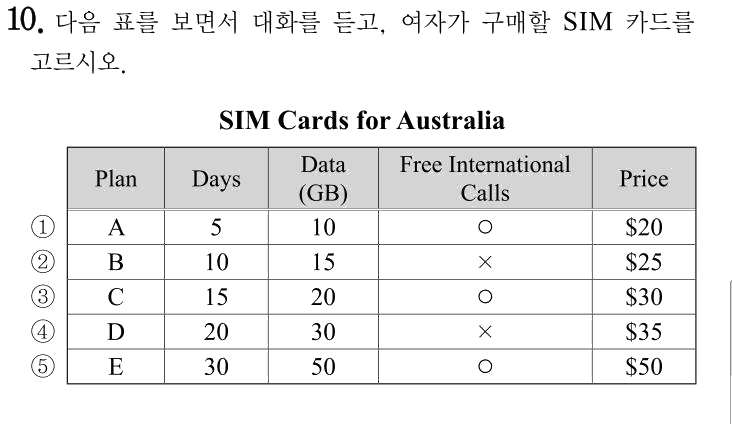 10. 다음 표를 보면서 대화를 듣고, 여자가 구매할 SIM 카드를
고르시오.
SIM Cards for Australia
Plan Days Data (GB) Free International Calls Price
① A 5 10 ○ $20
② B 10 15 × $25
③ C 15 20 ○ $30
④ D 20 30 × $35
⑤ E 30 50 ○ $50